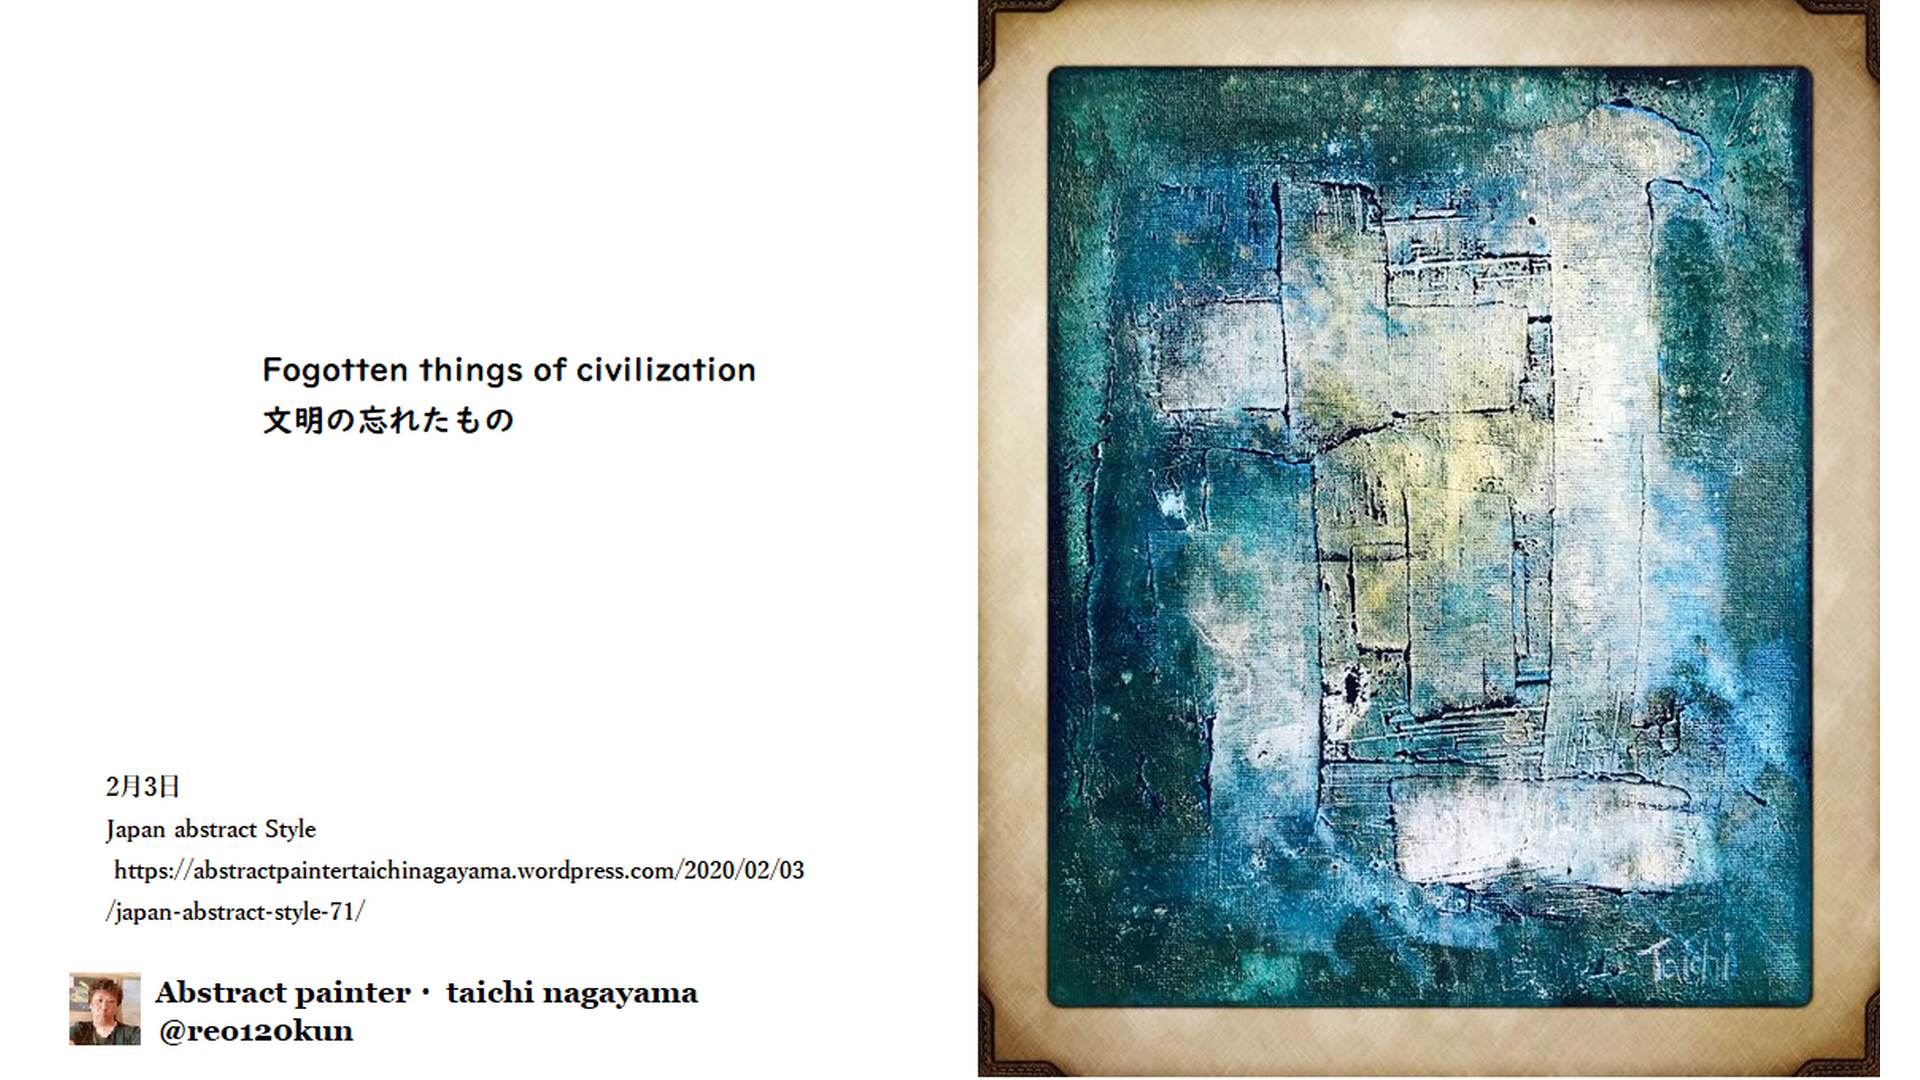 Fogotten things of civilization
文明の忘れたもの
2月3日
Japan abstract Style
https://abstractpaintertaichinagayama.wordpress.com/2020/02/03
/japan-abstract-style-71/
Abstract painter・ taichi nagayama
@reo120kun
Taichi